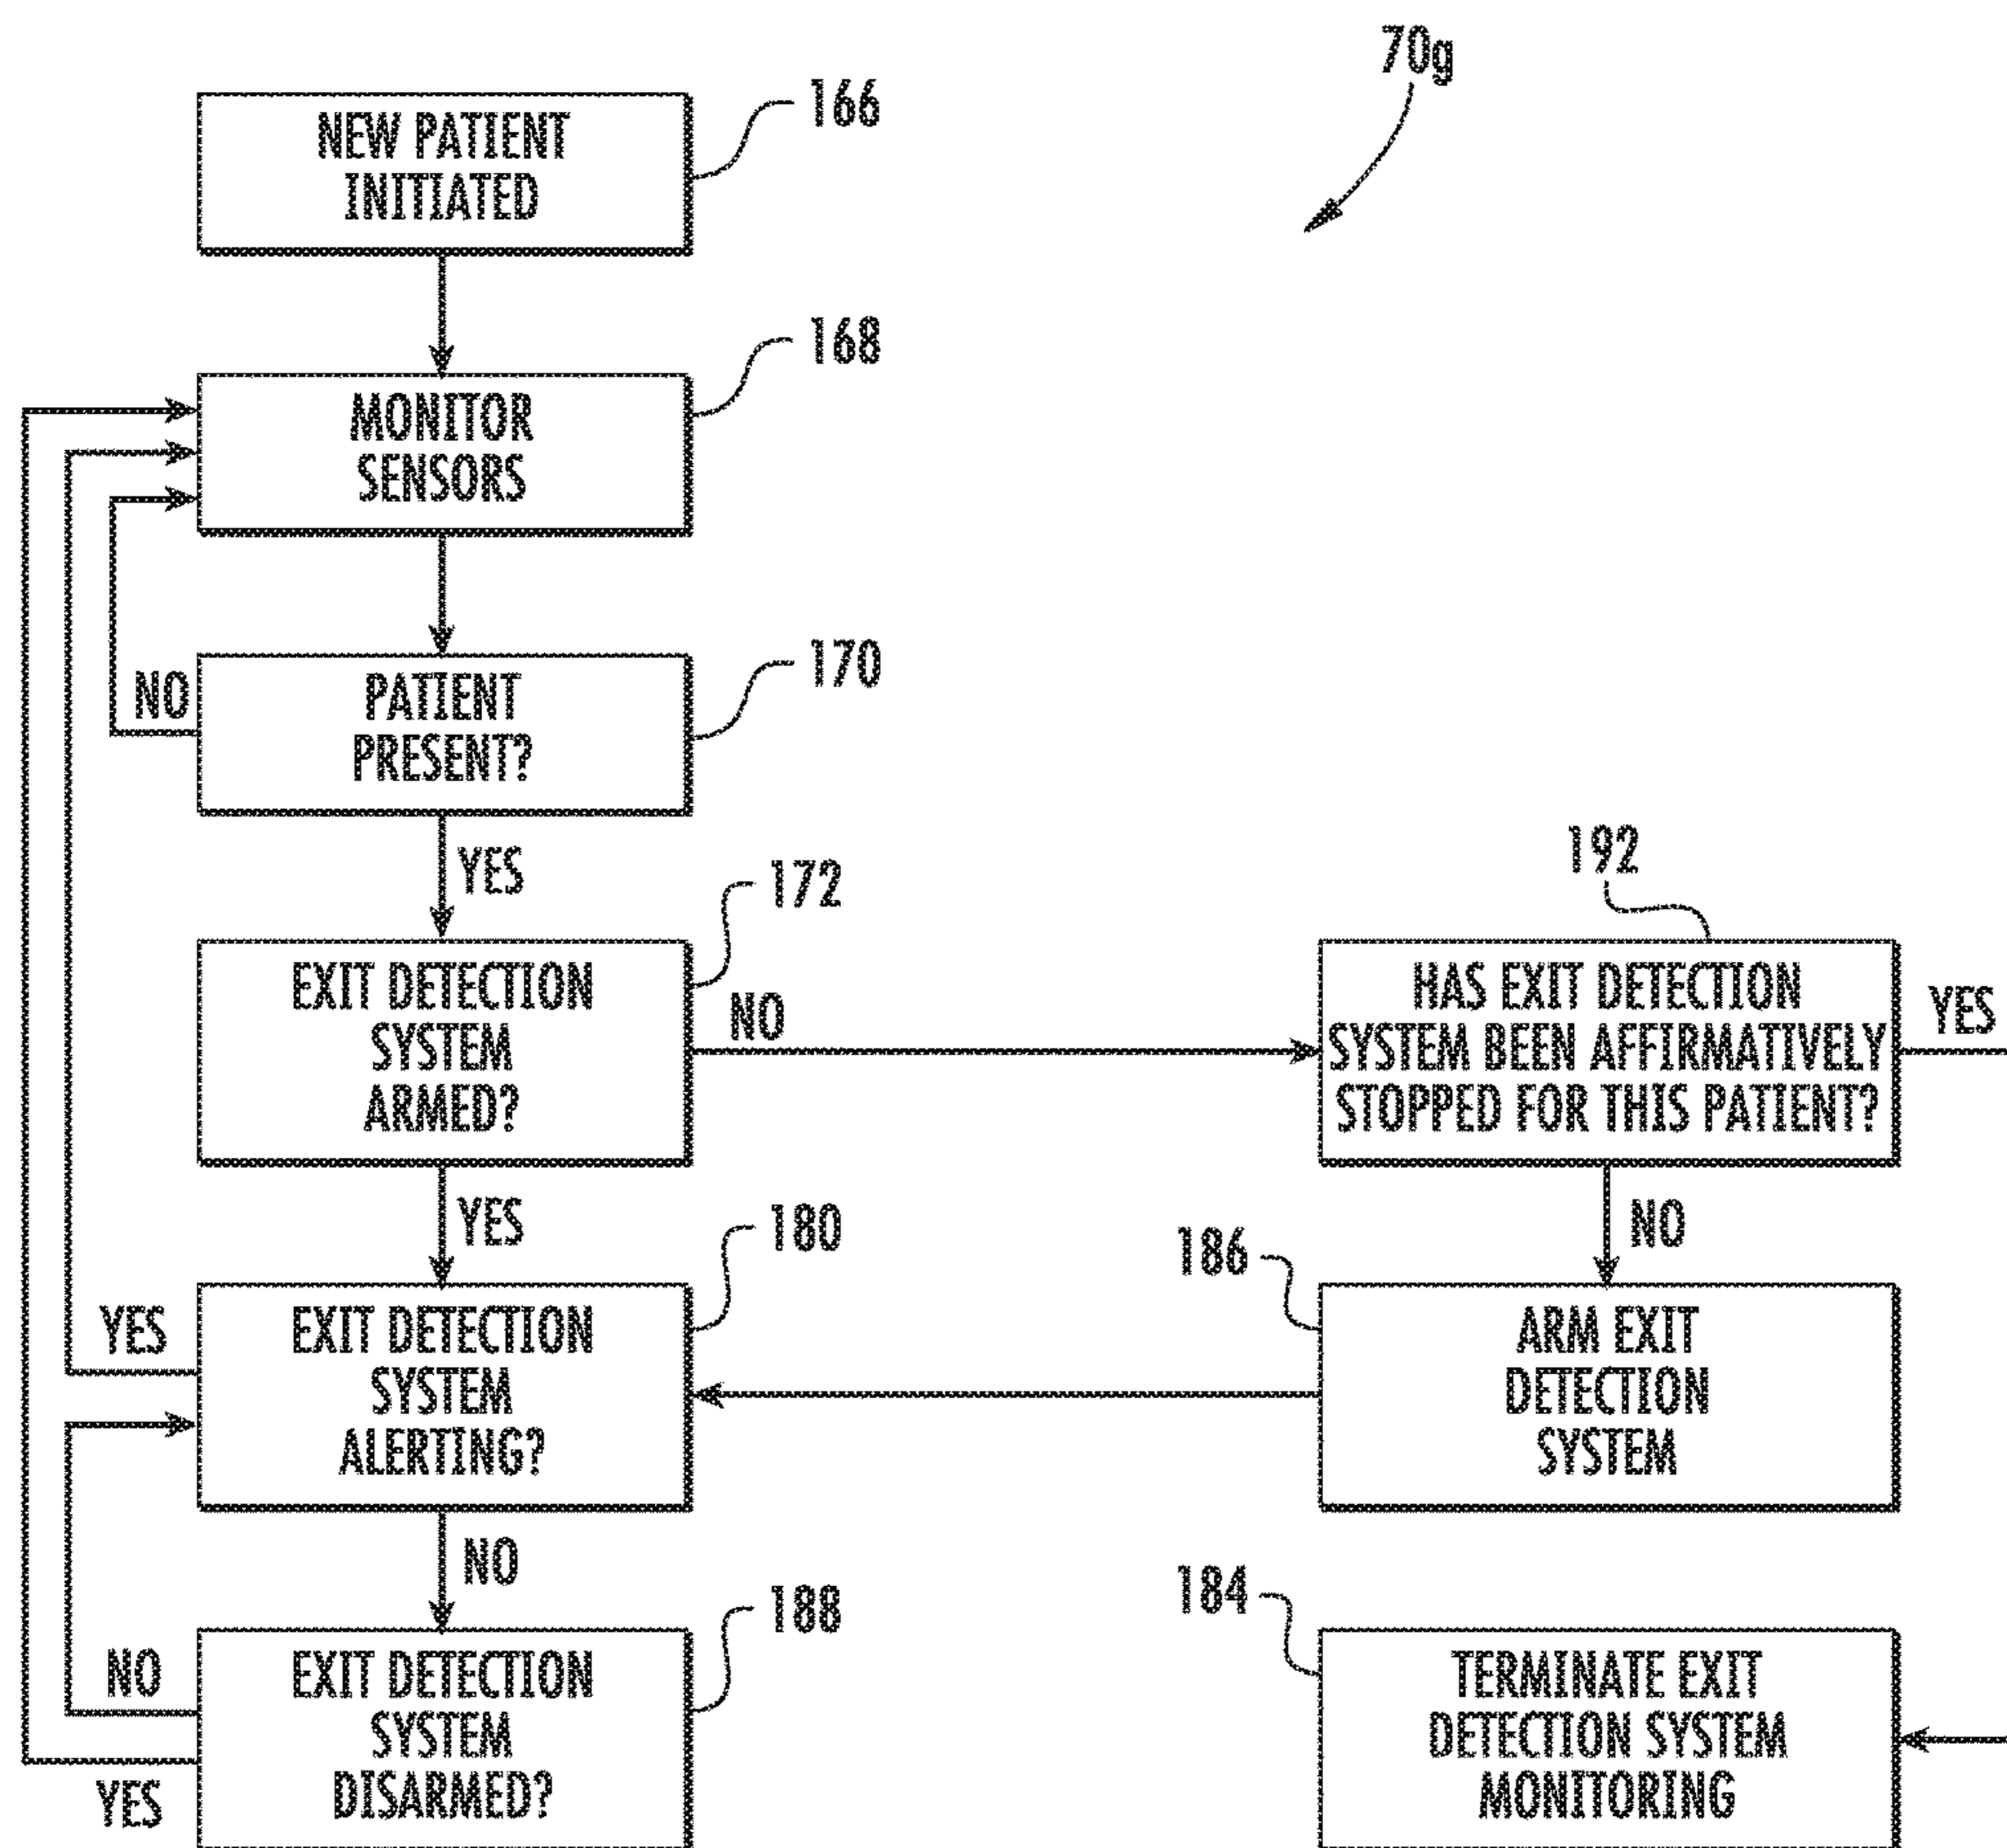 70g
NEW PATIENT
INITIATED
166
MONITOR
SENSORS
168
PATIENT
PRESENT?
170
NO
YES
EXIT DETECTION
SYSTEM
ARMED?
172
NO
192
HAS EXIT DETECTION
SYSTEM BEEN AFFIRMATIVELY
STOPPED FOR THIS PATIENT?
YES
YES
NO
EXIT DETECTION
SYSTEM
ALERTING?
180
YES
186
ARM EXIT
DETECTION
SYSTEM
NO
EXIT DETECTION
SYSTEM
DISARMED?
188
NO
YES
184
TERMINATE EXIT
DETECTION SYSTEM
MONITORING